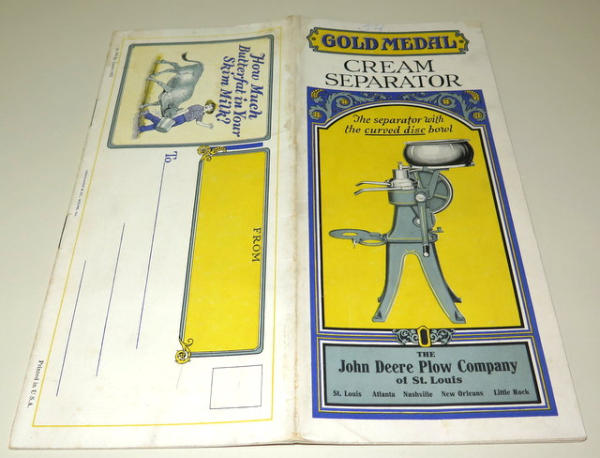 GOLD MEDAL
CREAM
SEPARATOR
The separator with
the curved disc bowl
THE
John Deere Plow Company
of St. Louis
St. Louis Atlanta Nashville New Orleans Little Rock
How Much
Butterfat in Your
Skim Milk?
To
FROM
Printed in U.S.A.